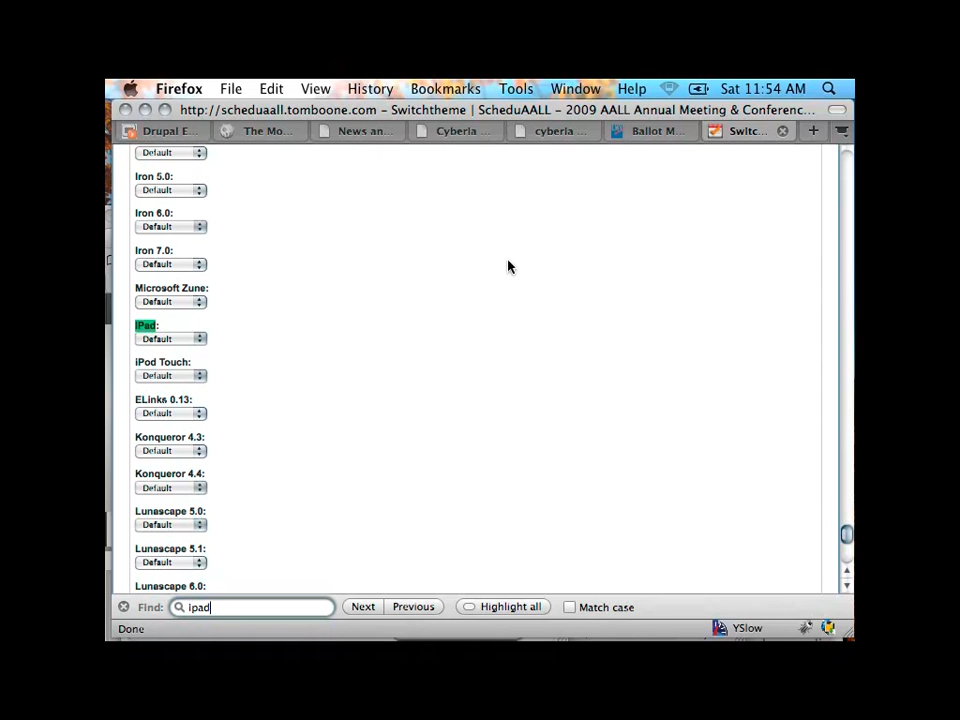 Firefox File Edit View History Bookmarks Tools Window Help Sat 11:54 AM
http://scheduaall.tomboone.com – Switchtheme | ScheduAALL – 2009 AALL Annual Meeting & Conferenc...
Drupal E... The Mo... News an... Cyberla ... cyberla ... Ballot M... Switc...
Default
Iron 5.0:
Default
Iron 6.0:
Default
Iron 7.0:
Default
Microsoft Zune:
Default
IPad:
Default
iPod Touch:
Default
ELinks 0.13:
Default
Konqueror 4.3:
Default
Konqueror 4.4:
Default
Lunascape 5.0:
Default
Lunascape 5.1:
Default
Lunascape 6.0:
Find: ipad Next Previous Highlight all Match case
Done YSlow